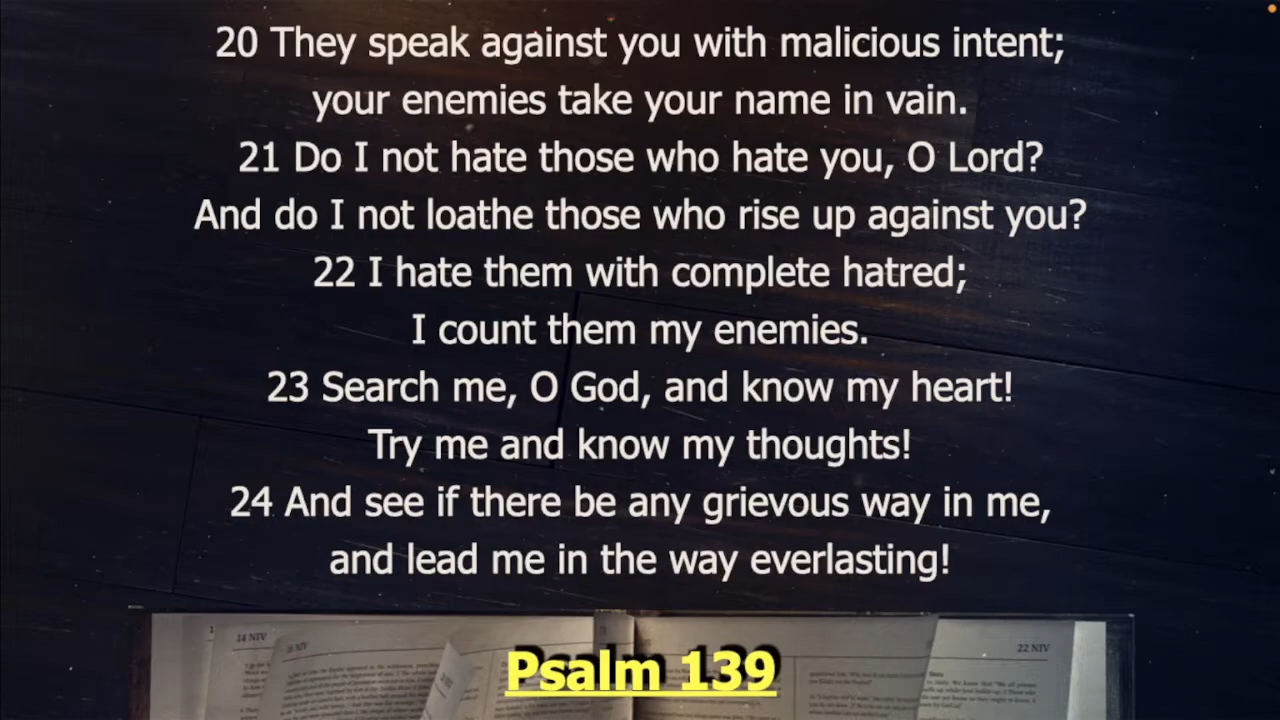 20 They speak against you with malicious intent;
your enemies take your name in vain.
21 Do I not hate those who hate you, O Lord?
And do I not loathe those who rise up against you?
22 I hate them with complete hatred;
I count them my enemies.
23 Search me, O God, and know my heart!
Try me and know my thoughts!
24 And see if there be any grievous way in me,
and lead me in the way everlasting!
14 NIV
22 NIV
Psalm 139